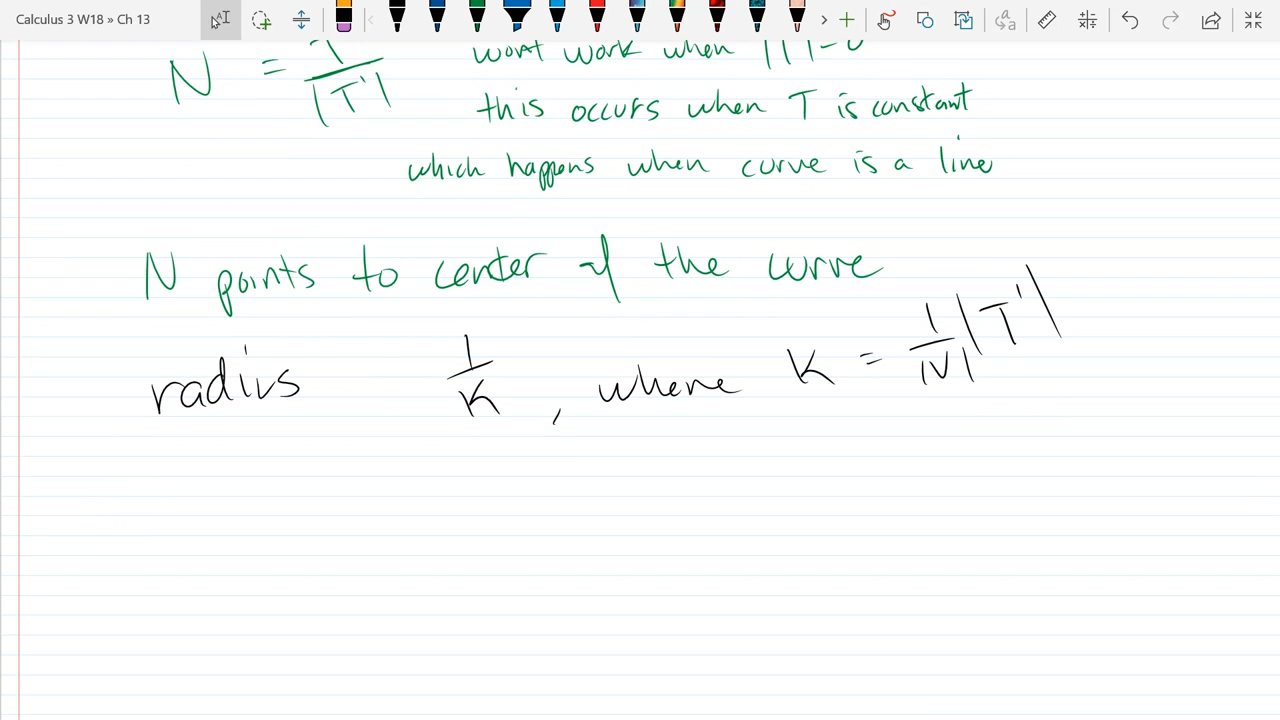 Calculus 3 W18 » Ch 13
N = T' / |T'| wont work when |T'| = 0
this occurs when T is constant
which happens when curve is a line
N points to center of the curve
radius 1/K , where K = 1/|V| |T'|